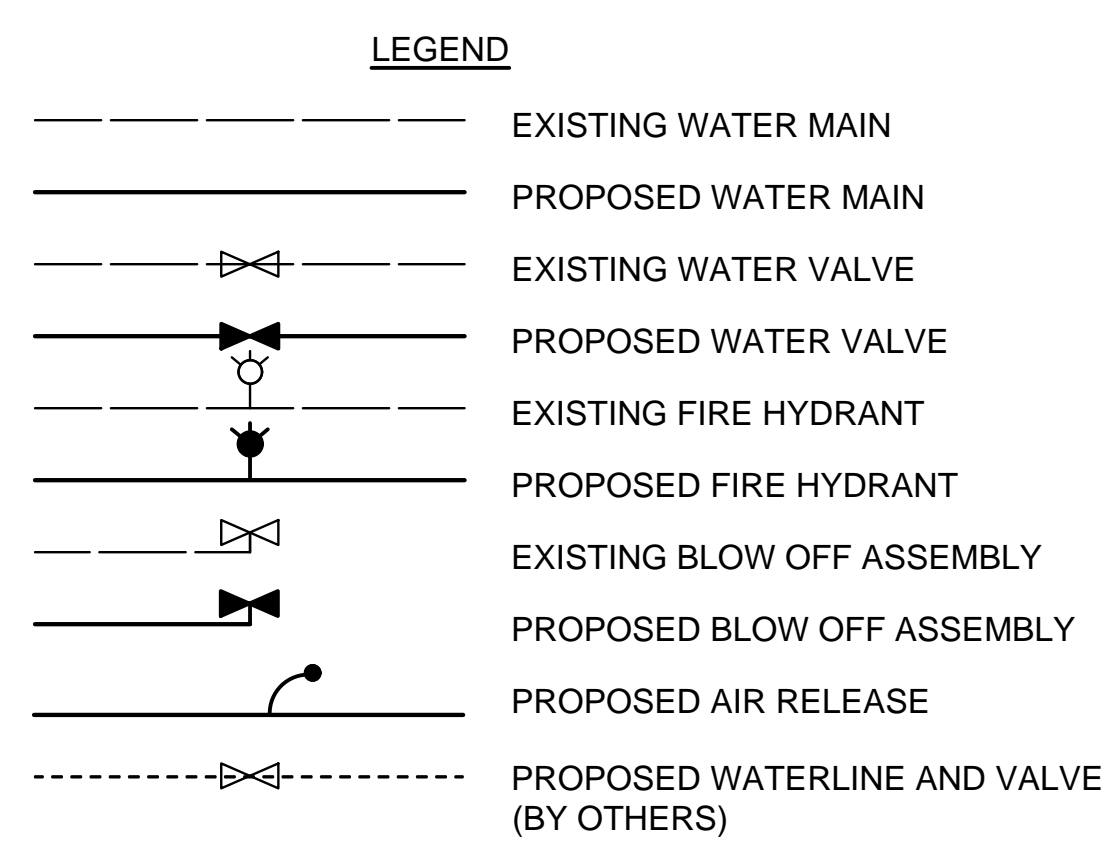 LEGEND
EXISTING WATER MAIN
PROPOSED WATER MAIN
EXISTING WATER VALVE
PROPOSED WATER VALVE
EXISTING FIRE HYDRANT
PROPOSED FIRE HYDRANT
EXISTING BLOW OFF ASSEMBLY
PROPOSED BLOW OFF ASSEMBLY
PROPOSED AIR RELEASE
PROPOSED WATERLINE AND VALVE
(BY OTHERS)